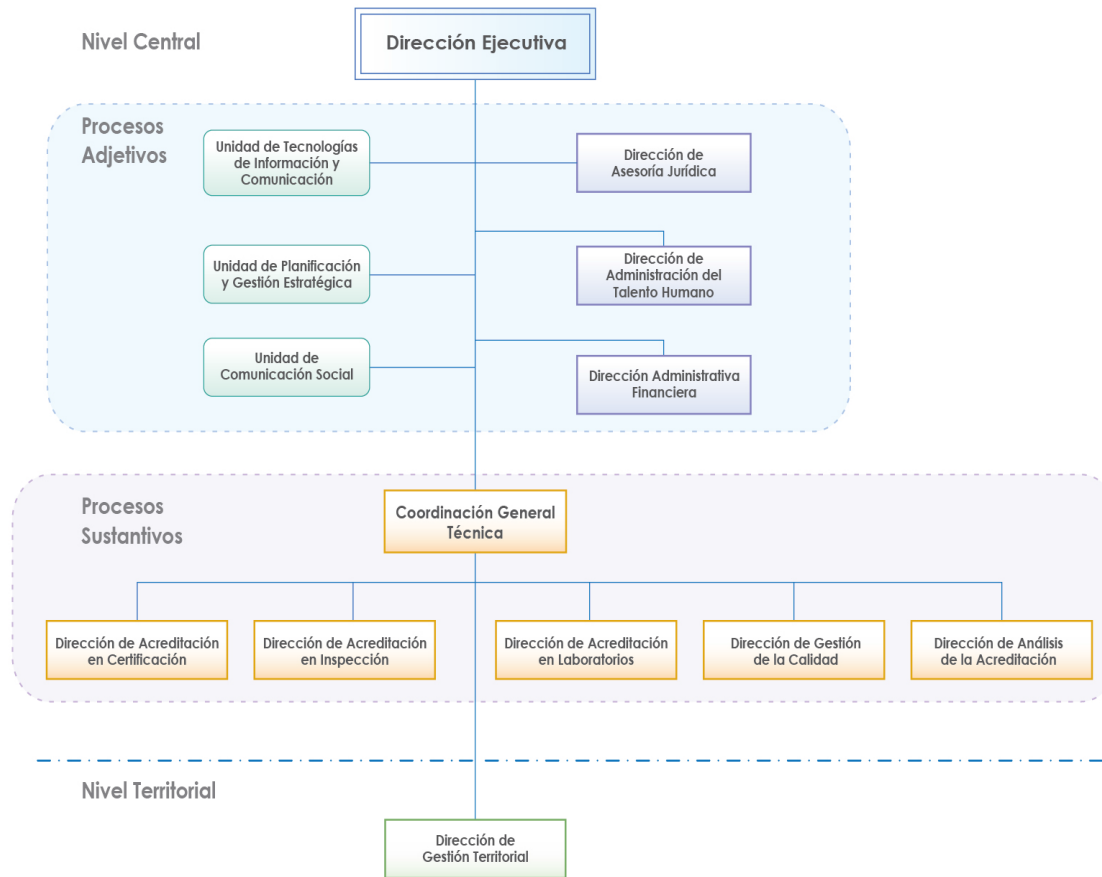 Nivel Central
Dirección Ejecutiva
Procesos
Adjetivos
Unidad de Tecnologías
de Información y
Comunicación
Dirección de
Asesoría Jurídica
Unidad de Planificación
y Gestión Estratégica
Dirección de
Administración del
Talento Humano
Unidad de
Comunicación Social
Dirección Administrativa
Financiera
Procesos
Sustantivos
Coordinación General
Técnica
Dirección de Acreditación
en Certificación
Dirección de Acreditación
en Inspección
Dirección de Acreditación
en Laboratorios
Dirección de Gestión
de la Calidad
Dirección de Análisis
de la Acreditación
Nivel Territorial
Dirección de
Gestión Territorial